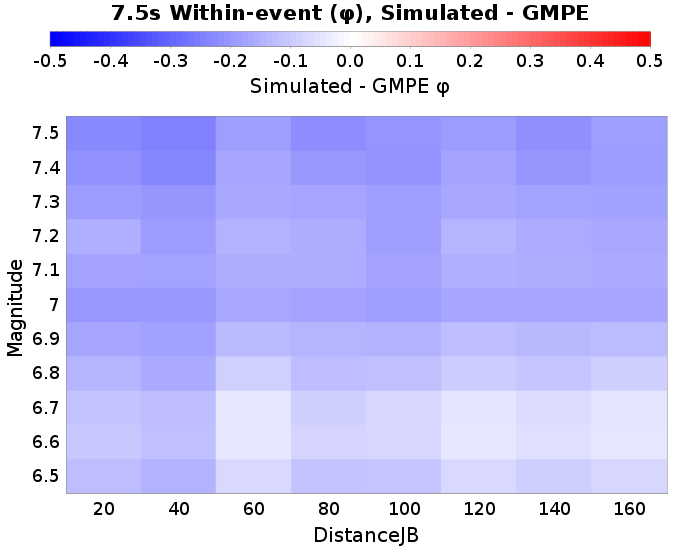 7.5s Within-event (φ), Simulated - GMPE
-0.5 -0.4 -0.3 -0.2 -0.1 0.0 0.1 0.2 0.3 0.4 0.5
Simulated - GMPE φ
Magnitude
7.5
7.4
7.3
7.2
7.1
7
6.9
6.8
6.7
6.6
6.5
20 40 60 80 100 120 140 160
DistanceJB